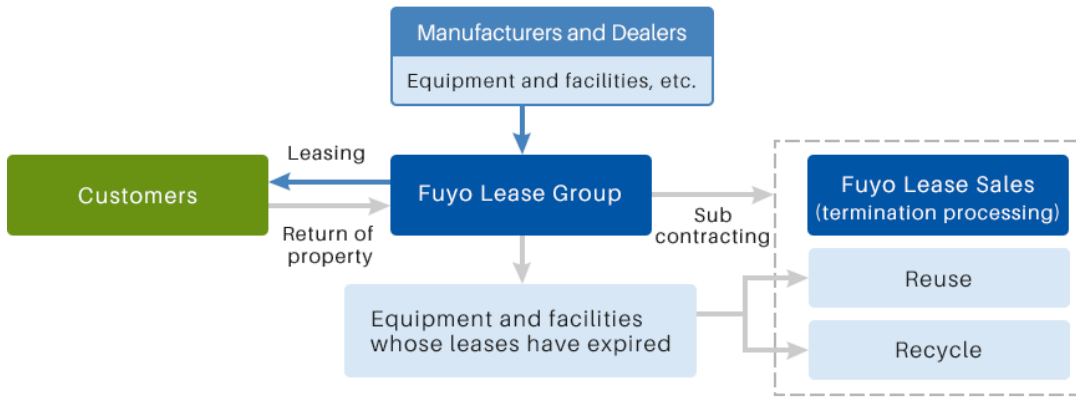 Manufacturers and Dealers
Equipment and facilities, etc.
Leasing
Customers
Fuyo Lease Group
Fuyo Lease Sales
(termination processing)
Return of
property
Sub
contracting
Reuse
Equipment and facilities
whose leases have expired
Recycle